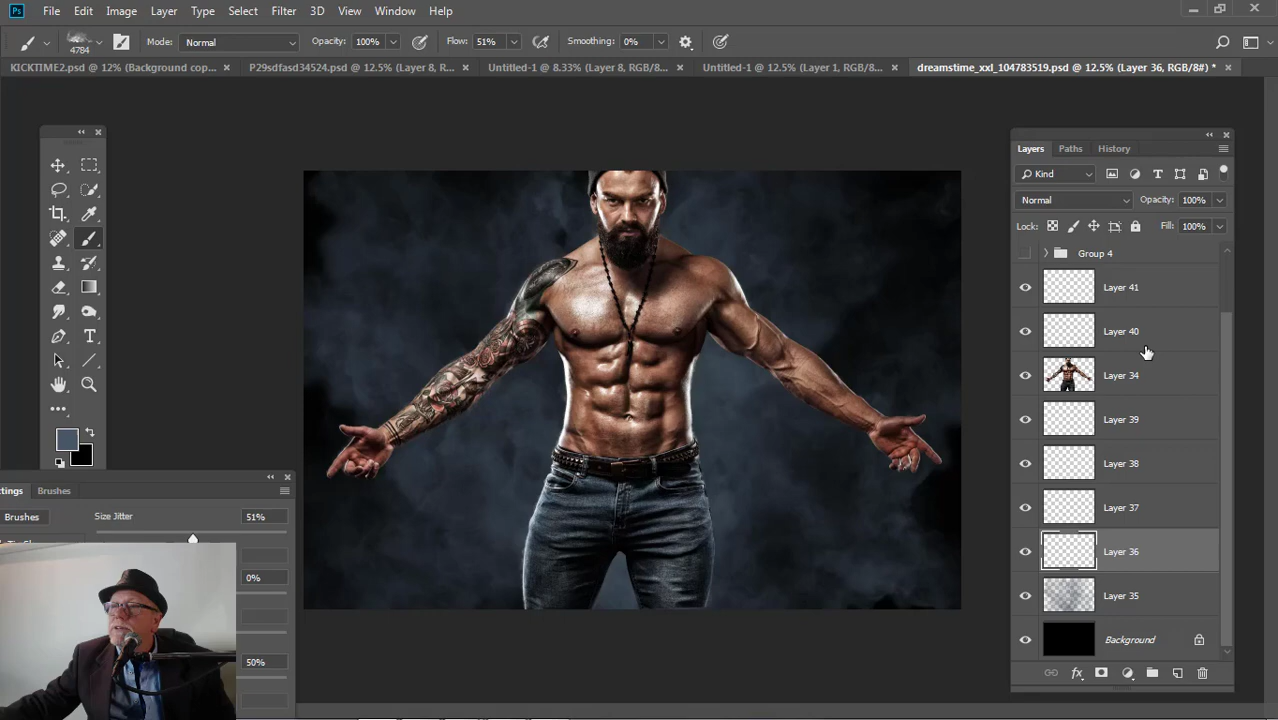 Ps File Edit Image Layer Type Select Filter 3D View Window Help
4784 Mode: Normal Opacity: 100% Flow: 51% Smoothing: 0%
KICKTIME2.psd @ 12% (Background cop... P29sdfasd34524.psd @ 12.5% (Layer 8, R... Untitled-1 @ 8.33% (Layer 8, RGB/8... Untitled-1 @ 12.5% (Layer 1, RGB/8... dreamstime_xxl_104783519.psd @ 12.5% (Layer 36, RGB/8#) *
Layers Paths History
Kind
Normal Opacity: 100%
Lock: Fill: 100%
Group 4
Layer 41
Layer 40
Layer 34
Layer 39
Layer 38
Layer 37
Layer 36
Layer 35
Background
fx
ttings Brushes
Brushes Size Jitter 51%
0%
50%